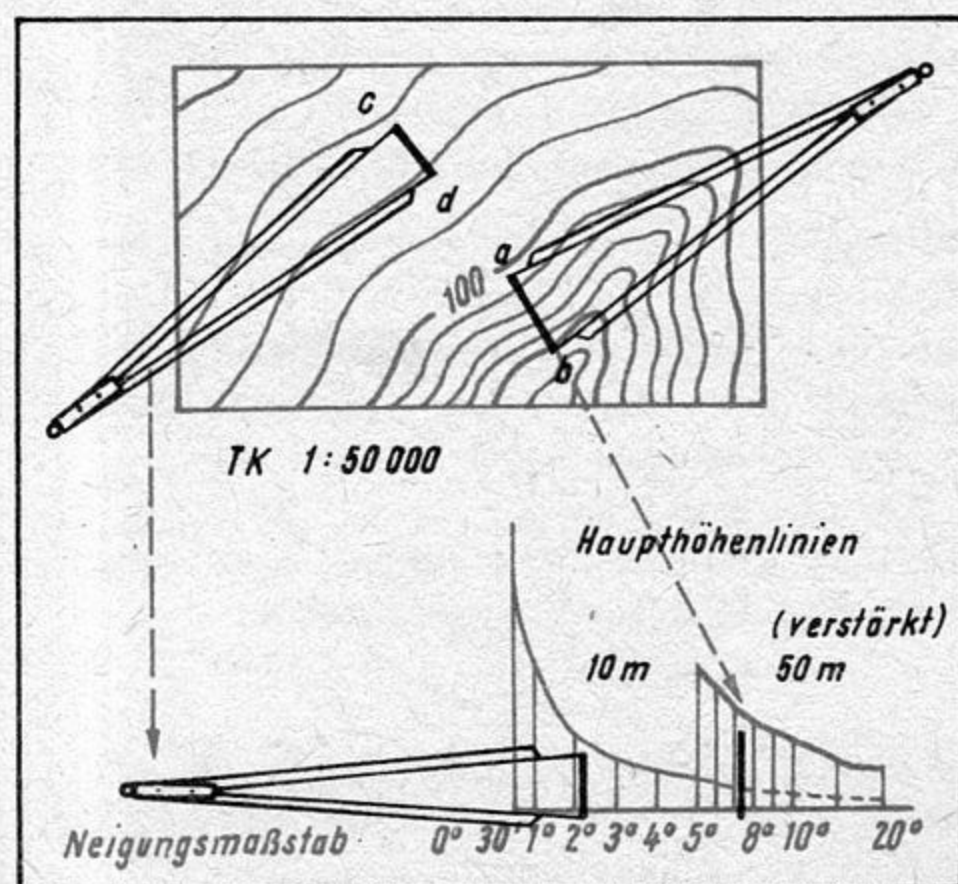 c
d
a
100
b
TK 1:50 000
Haupthöhenlinien
(verstärkt)
10 m 50 m
0° 30' 1° 2° 3° 4° 5° 8° 10° 20°
Neigungsmaßstab